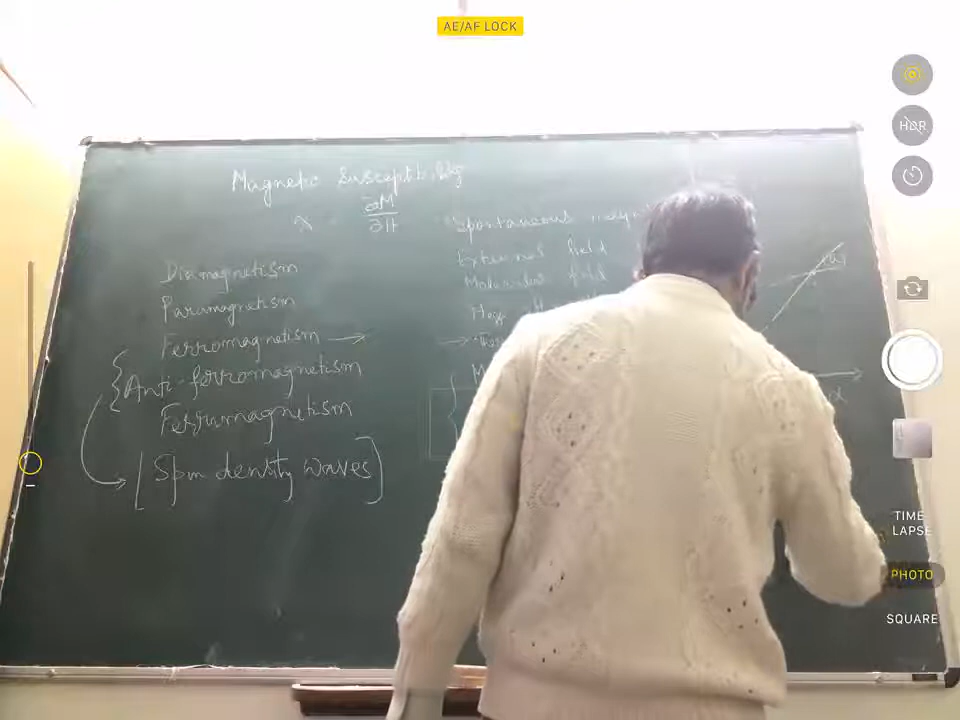 AE/AF LOCK
HDR
Magnetic Susceptibility
χ ∂M
∂H
Spontaneous
External field
Molecular field
Diamagnetism
Paramagnetism
Ferromagnetism →
Anti-ferromagnetism
Ferrimagnetism
[Spin density waves]
α
TIME
LAPSE
PHOTO
SQUARE